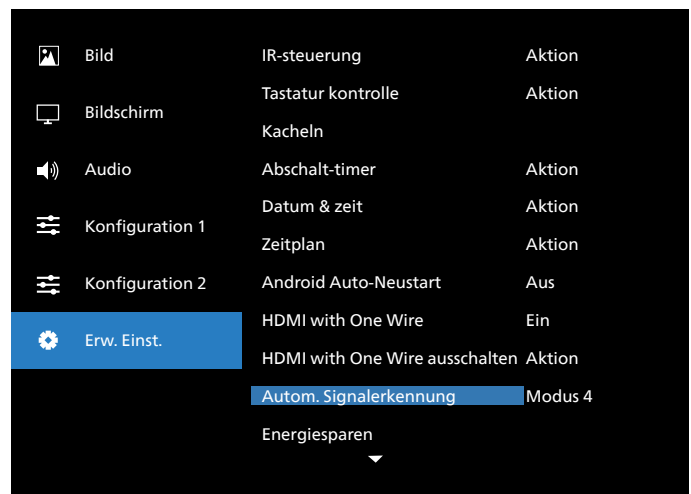 Bild
Bildschirm
Audio
Konfiguration 1
Konfiguration 2
Erw. Einst.
IR-steuerung Aktion
Tastatur kontrolle Aktion
Kacheln
Abschalt-timer Aktion
Datum & zeit Aktion
Zeitplan Aktion
Android Auto-Neustart Aus
HDMI with One Wire Ein
HDMI with One Wire ausschalten Aktion
Autom. Signalerkennung Modus 4
Energiesparen